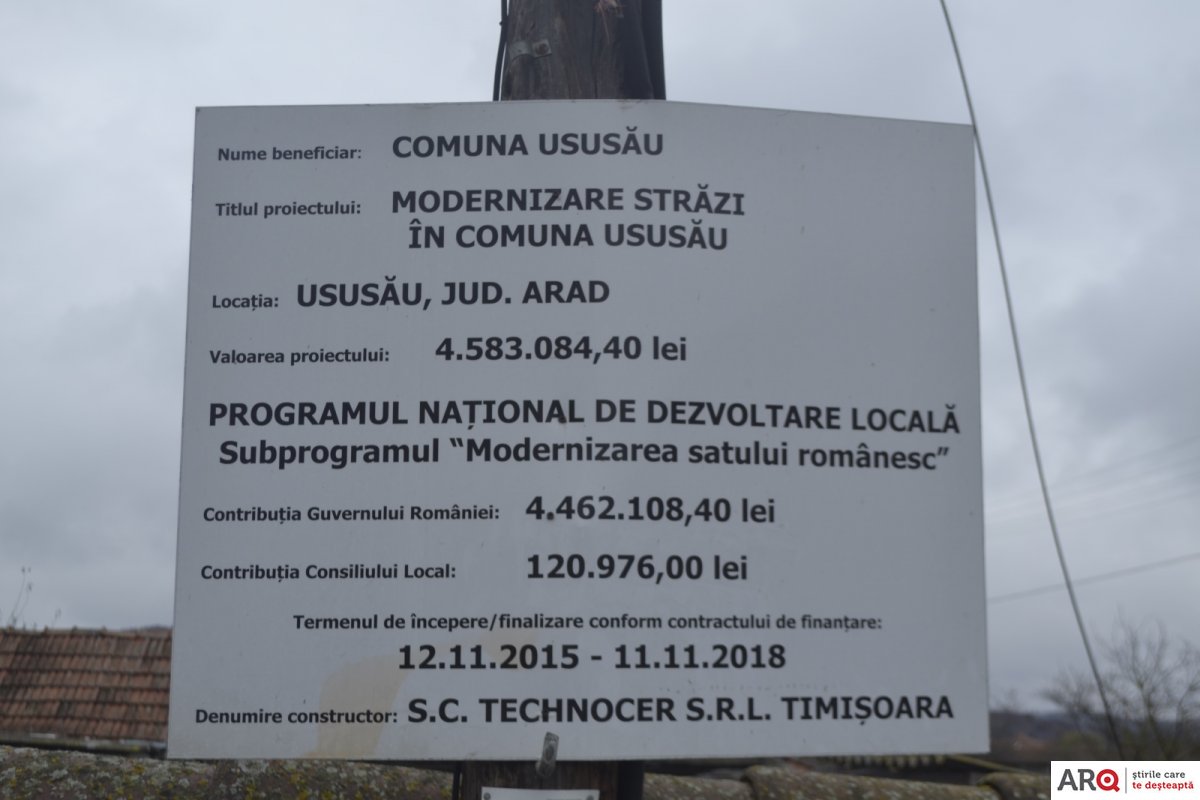 Nume beneficiar: COMUNA USUSĂU
Titlul proiectului: MODERNIZARE STRĂZI
ÎN COMUNA USUSĂU
Locația: USUSĂU, JUD. ARAD
Valoarea proiectului: 4.583.084,40 lei
PROGRAMUL NAȚIONAL DE DEZVOLTARE LOCALĂ
Subprogramul “Modernizarea satului românesc”
Contribuția Guvernului României: 4.462.108,40 lei
Contribuția Consiliului Local: 120.976,00 lei
Termenul de începere/finalizare conform contractului de finanțare:
12.11.2015 - 11.11.2018
Denumire constructor: S.C. TECHNOCER S.R.L. TIMIȘOARA
ARQ știrile care
te deșteaptă